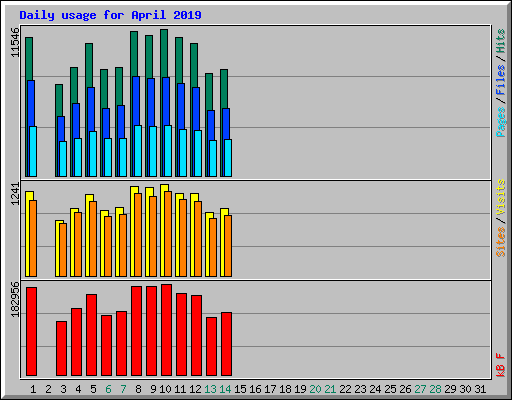 Daily usage for April 2019
11546
Pages/Files/Hits
1241
Sites/Visits
182956
kB F
1 2 3 4 5 6 7 8 9 10 11 12 13 14 15 16 17 18 19 20 21 22 23 24 25 26 27 28 29 30 31